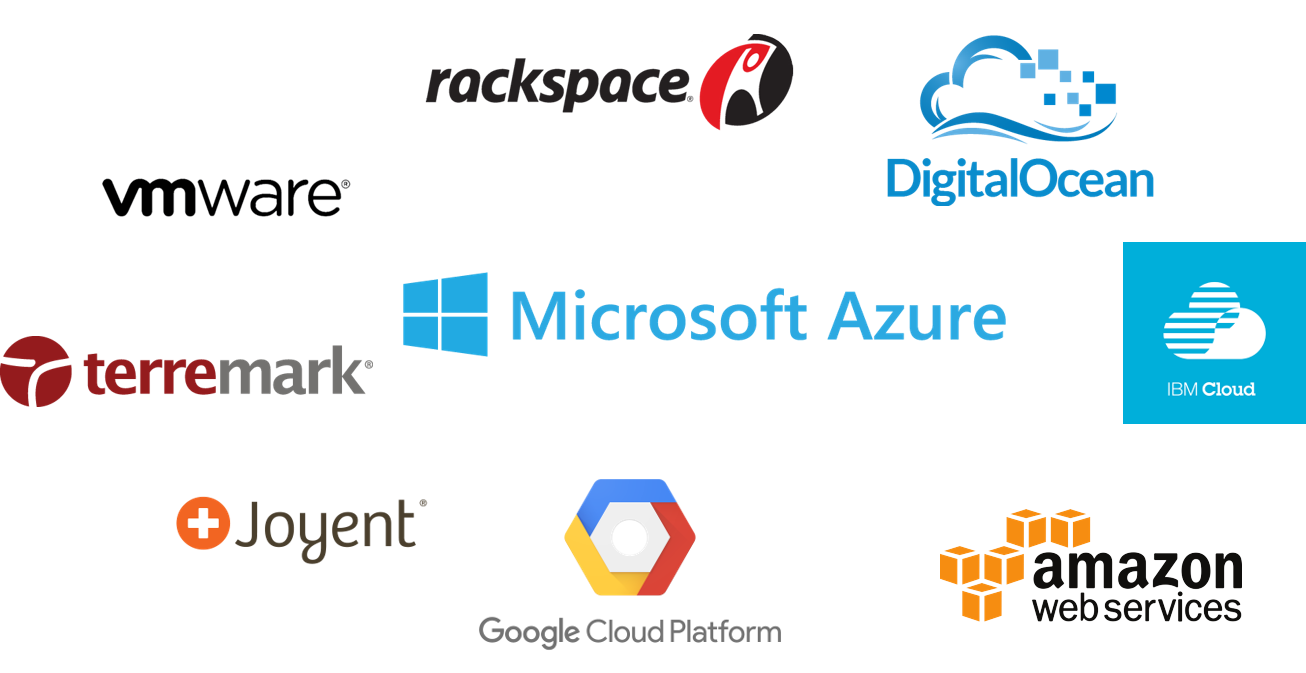 rackspace®
DigitalOcean
vmware®
Microsoft Azure
terremark®
IBM Cloud
Joyent®
Google Cloud Platform
amazon
web services